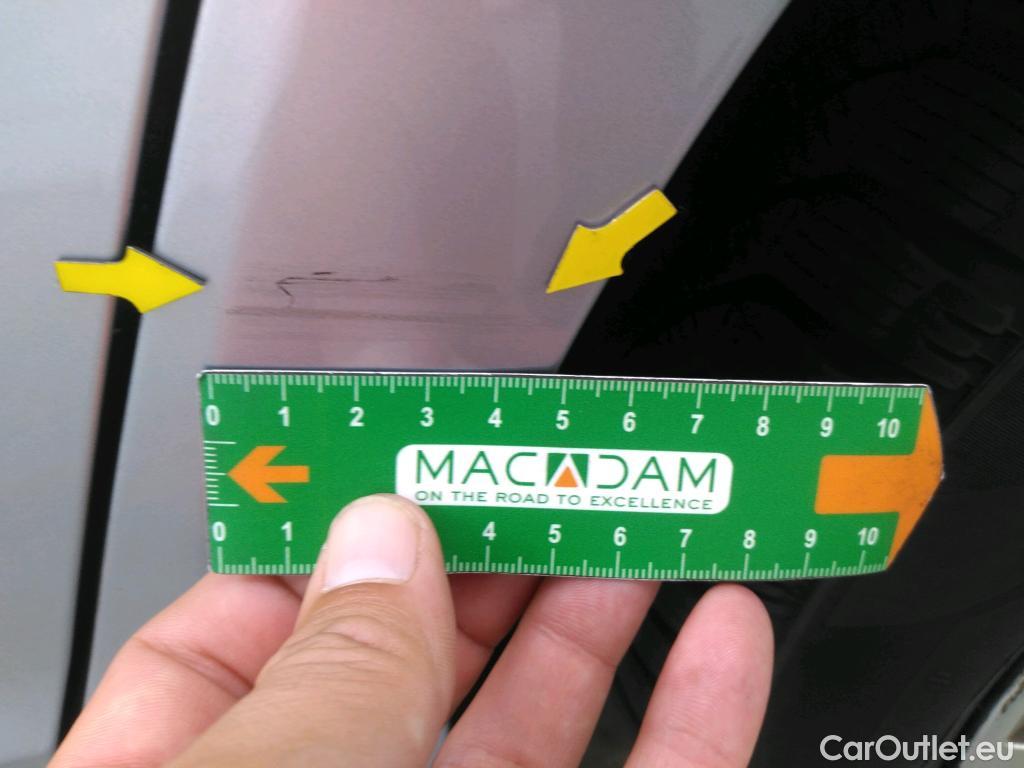 0 1 2 3 4 5 6 7 8 9 10
MACADAM
ON THE ROAD TO EXCELLENCE
0 1 4 5 6 7 8 9 10
CarOutlet.eu